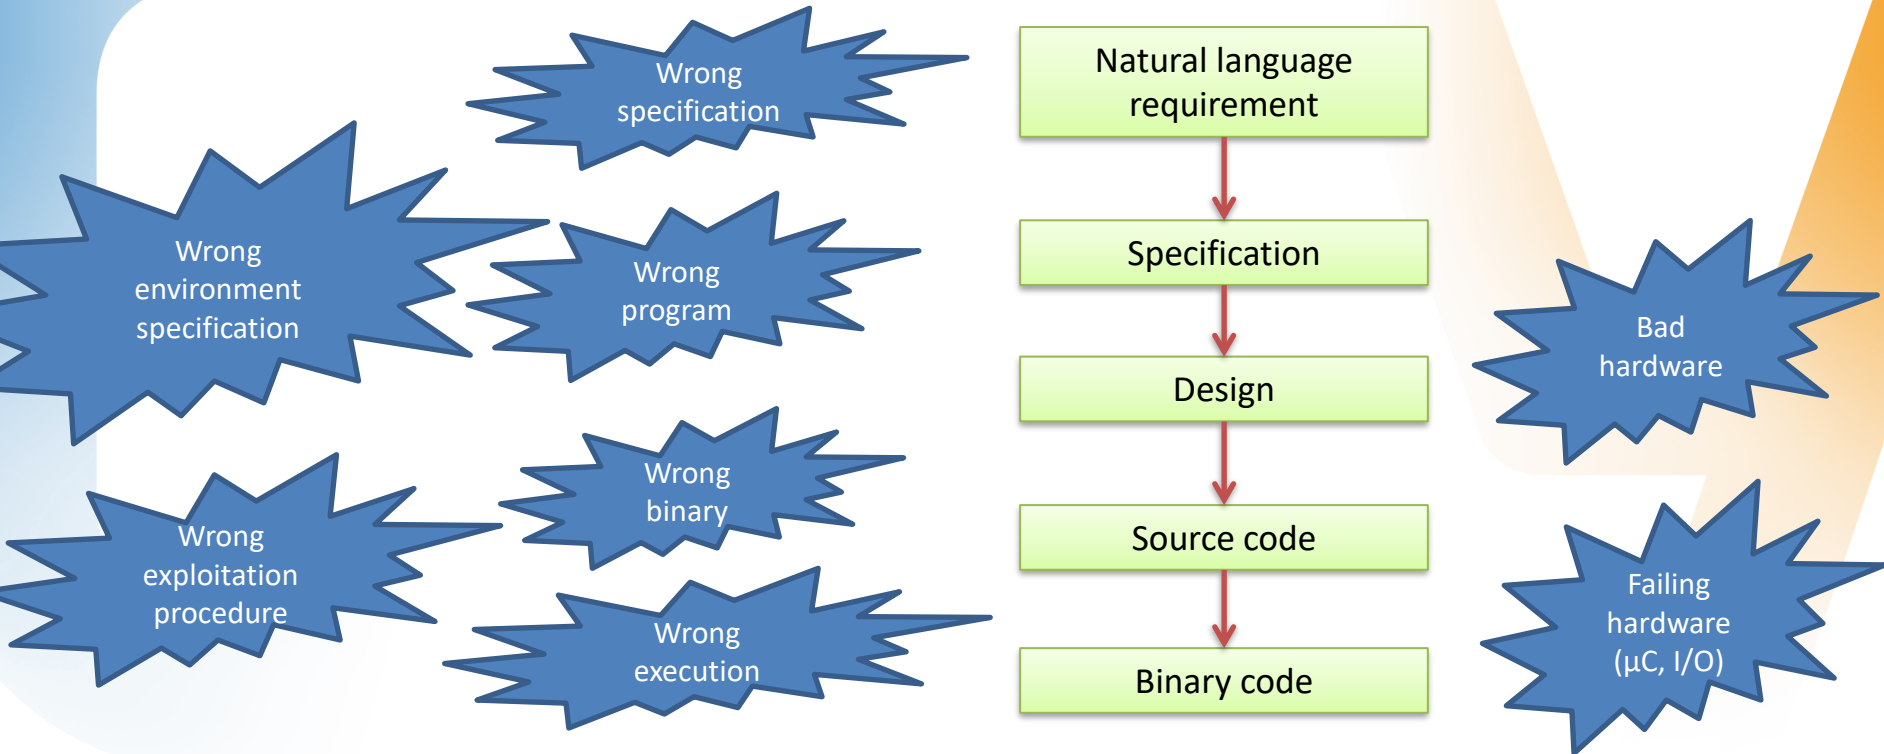 Wrong
specification
Natural language
requirement
Wrong
environment
specification
Wrong
program
Specification
Bad
hardware
Design
Wrong
binary
Wrong
exploitation
procedure
Source code
Failing
hardware
(µC, I/O)
Wrong
execution
Binary code